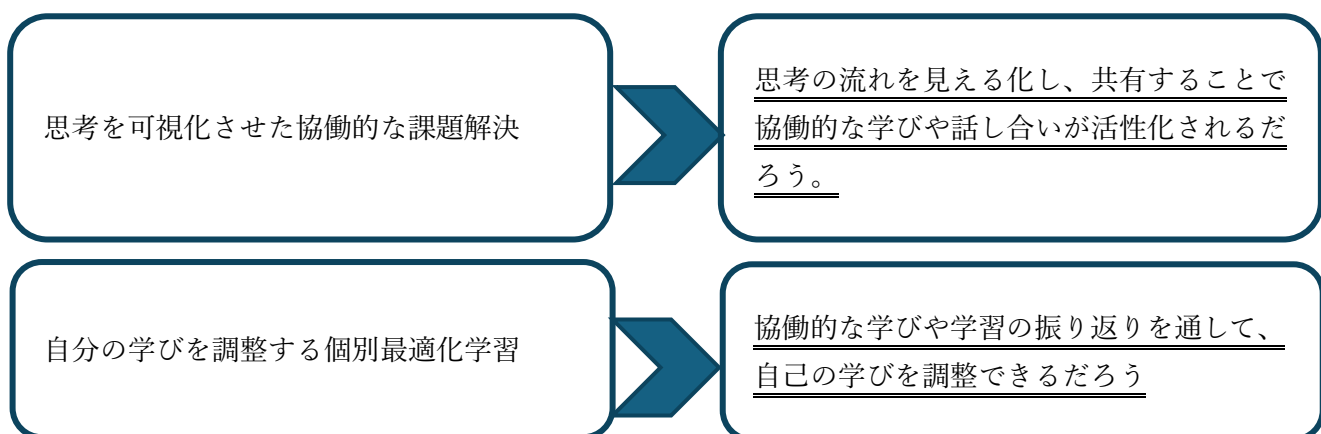 思考を可視化させた協働的な課題解決
思考の流れを見える化し、共有することで
協働的な学びや話し合いが活性化されるだ
ろう。
自分の学びを調整する個別最適化学習
協働的な学びや学習の振り返りを通して、
自己の学びを調整できるだろう